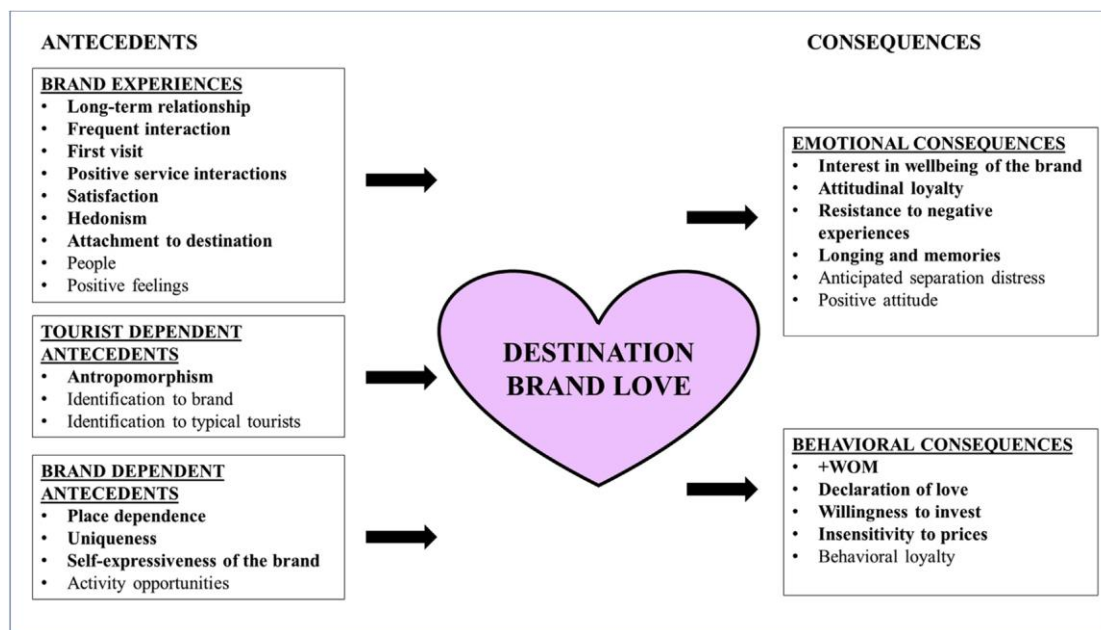 ANTECEDENTS
BRAND EXPERIENCES
• Long-term relationship
• Frequent interaction
• First visit
• Positive service interactions
• Satisfaction
• Hedonism
• Attachment to destination
• People
• Positive feelings
TOURIST DEPENDENT
ANTECEDENTS
• Antropomorphism
• Identification to brand
• Identification to typical tourists
BRAND DEPENDENT
ANTECEDENTS
• Place dependence
• Uniqueness
• Self-expressiveness of the brand
• Activity opportunities
DESTINATION
BRAND LOVE
CONSEQUENCES
EMOTIONAL CONSEQUENCES
• Interest in wellbeing of the brand
• Attitudinal loyalty
• Resistance to negative
experiences
• Longing and memories
• Anticipated separation distress
• Positive attitude
BEHAVIORAL CONSEQUENCES
• +WOM
• Declaration of love
• Willingness to invest
• Insensitivity to prices
• Behavioral loyalty